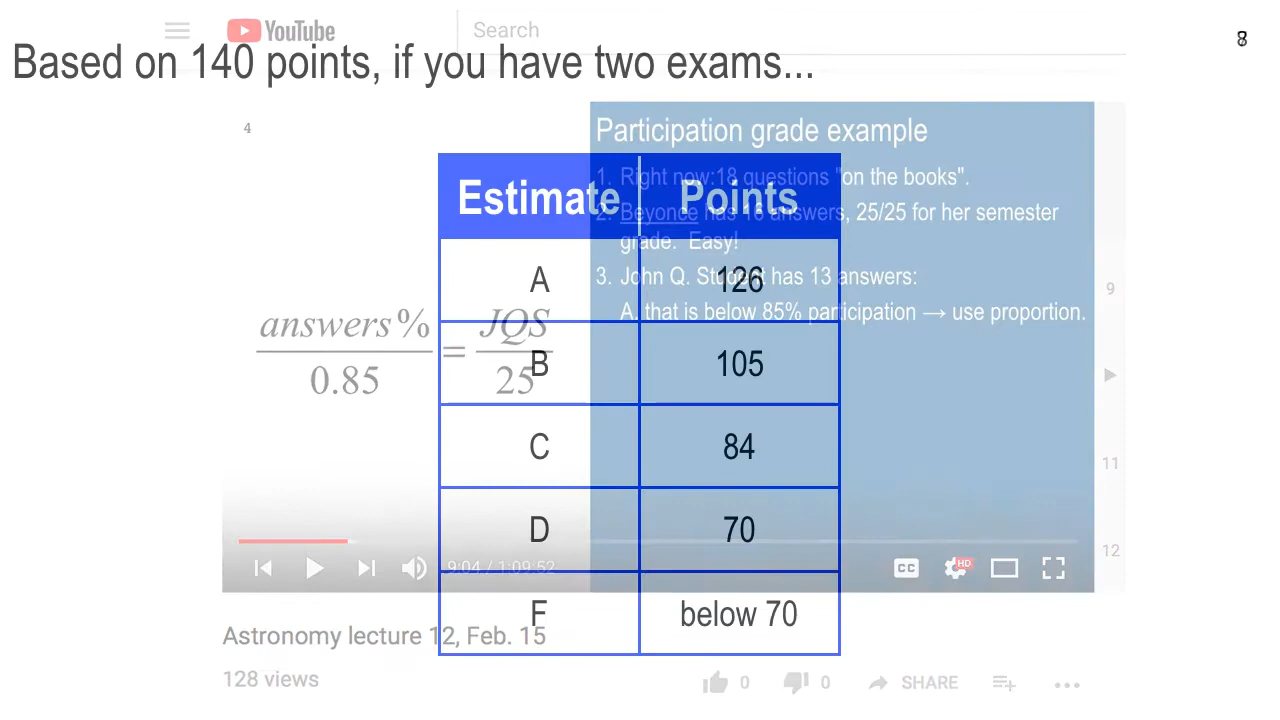 YouTube
Search
Based on 140 points, if you have two exams...
4
Participation grade example
1. Right now:18 questions "on the books".
2. Beyonce has 16 answers, 25/25 for her semester
grade. Easy!
3. John Q. Student has 13 answers:
A. that is below 85% participation → use proportion.
answers% / 0.85 = JQS / 25
Estimate Points
A 126
B 105
C 84
D 70
F below 70
9
11
12
9:04 / 1:09:52
CC
HD
Astronomy lecture 12, Feb. 15
128 views
0
0
SHARE